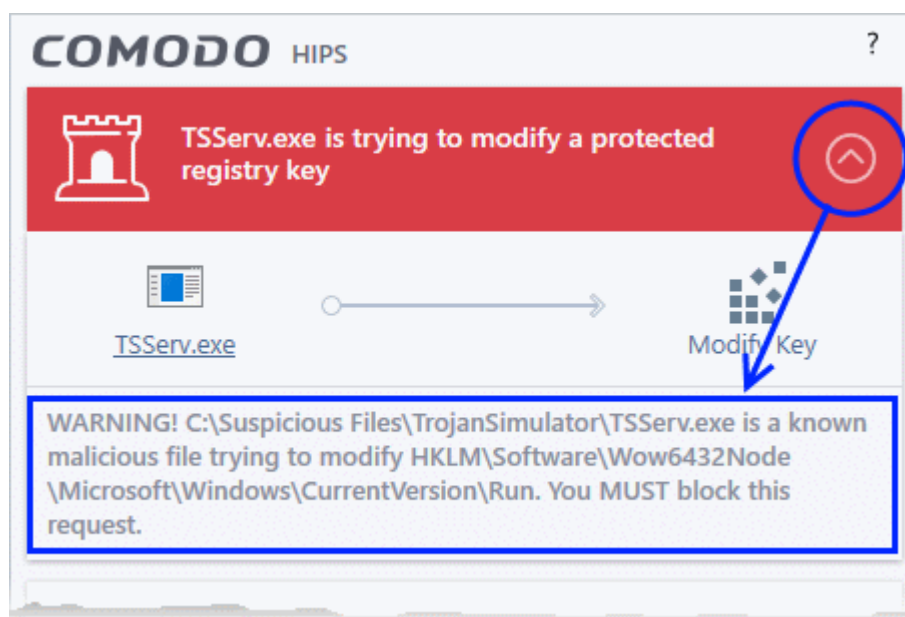 COMODO HIPS ?
TSServ.exe is trying to modify a protected
registry key
TSServ.exe Modify Key
WARNING! C:\Suspicious Files\TrojanSimulator\TSServ.exe is a known
malicious file trying to modify HKLM\Software\Wow6432Node
\Microsoft\Windows\CurrentVersion\Run. You MUST block this
request.